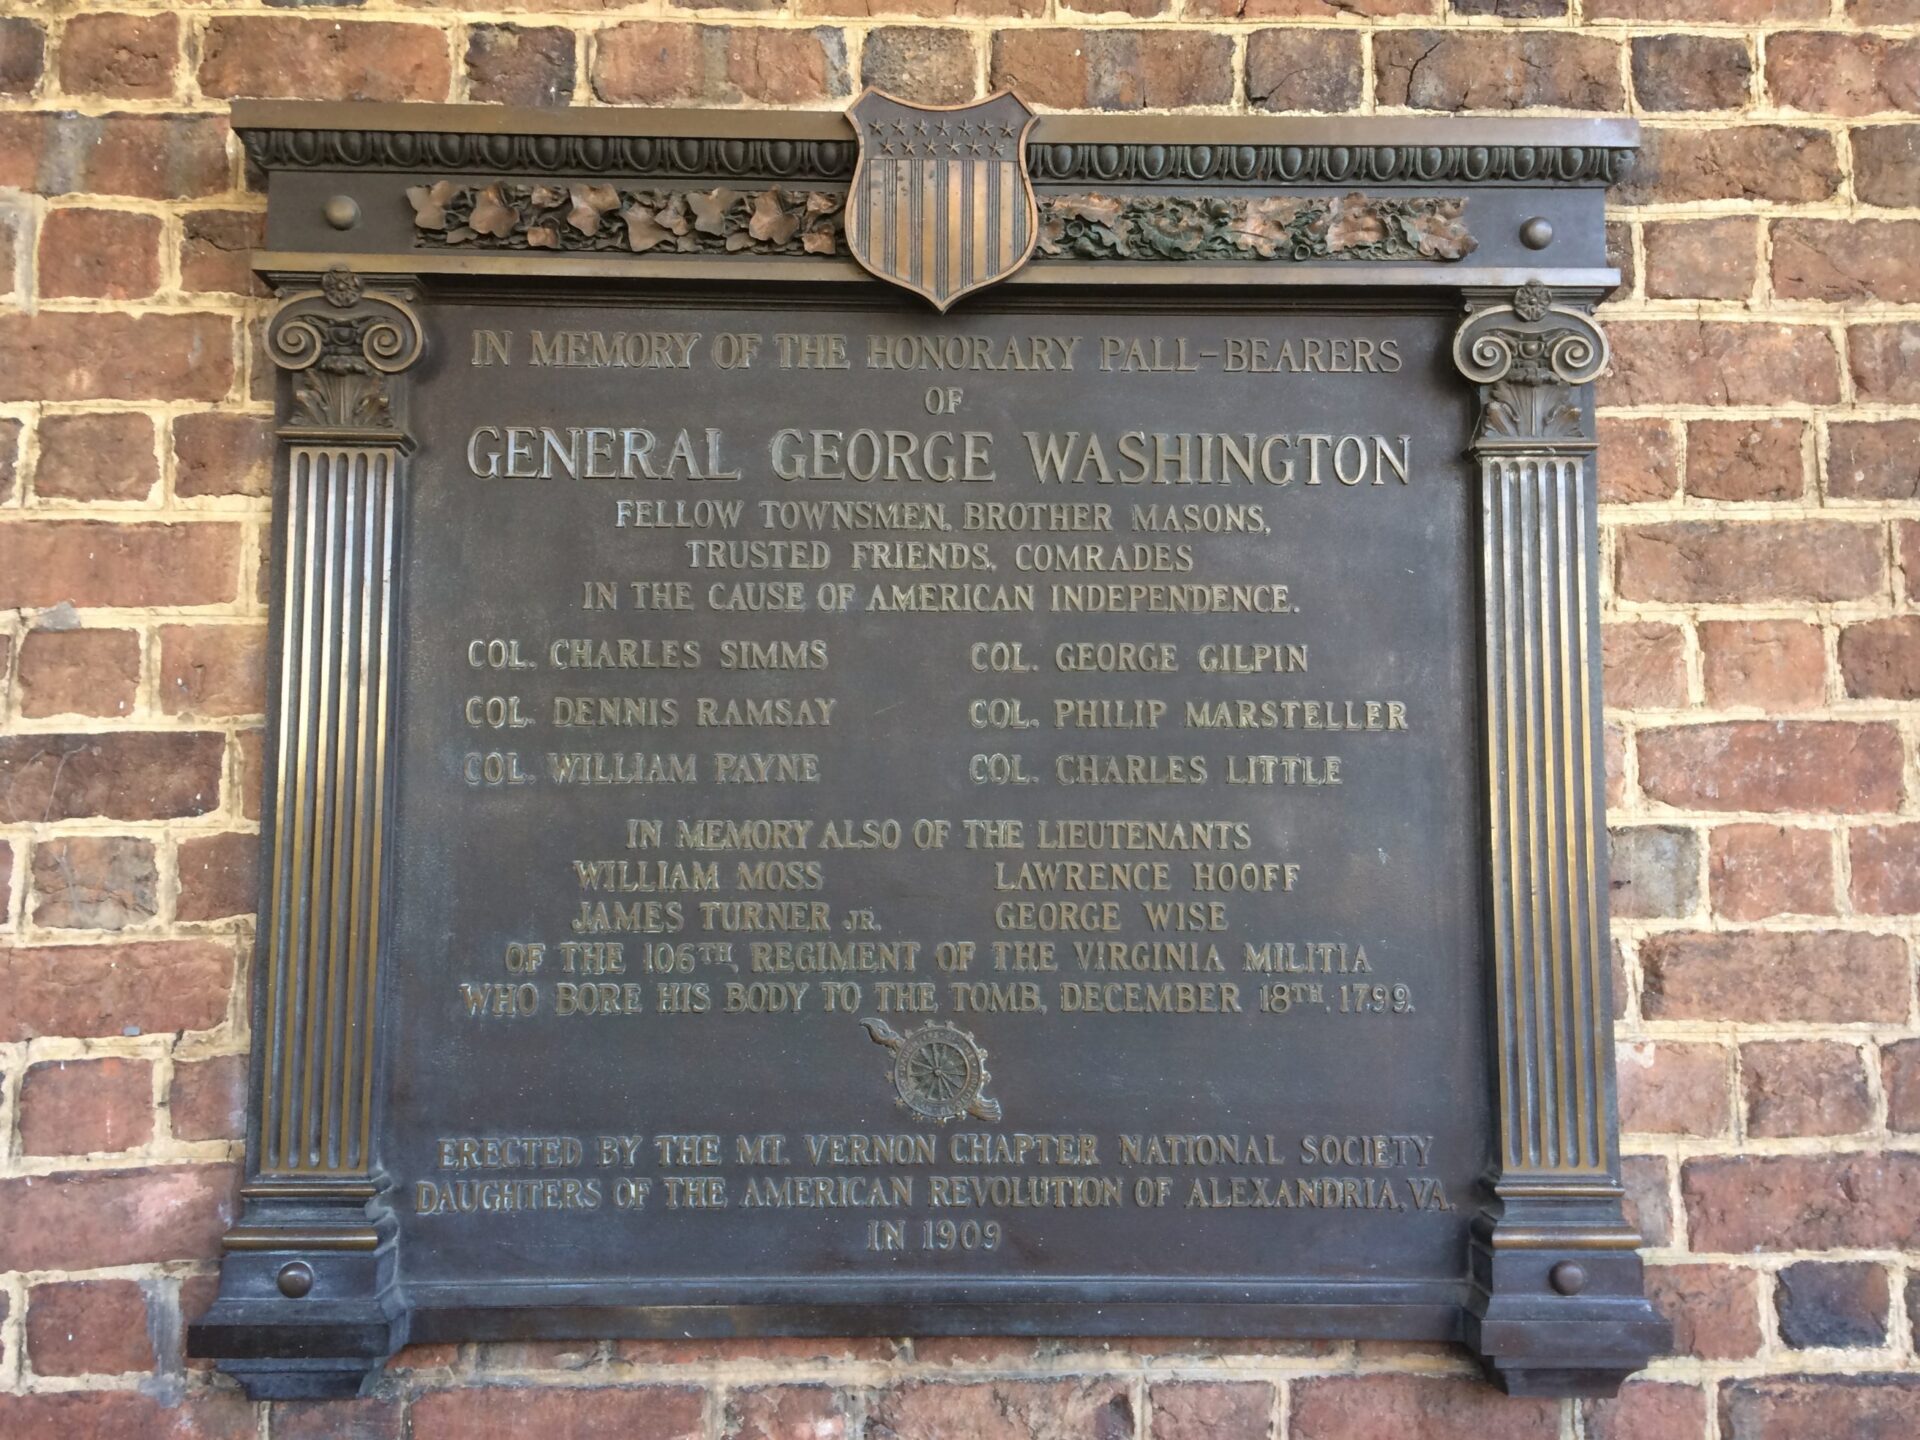 IN MEMORY OF THE HONORARY PALL-BEARERS
OF
GENERAL GEORGE WASHINGTON
FELLOW TOWNSMEN, BROTHER MASONS,
TRUSTED FRIENDS, COMRADES
IN THE CAUSE OF AMERICAN INDEPENDENCE.
COL. CHARLES SIMMS COL. GEORGE GILPIN
COL. DENNIS RAMSAY COL. PHILIP MARSTELLER
COL. WILLIAM PAYNE COL. CHARLES LITTLE
IN MEMORY ALSO OF THE LIEUTENANTS
WILLIAM MOSS LAWRENCE HOOFF
JAMES TURNER JR. GEORGE WISE
OF THE 106TH. REGIMENT OF THE VIRGINIA MILITIA
WHO BORE HIS BODY TO THE TOMB, DECEMBER 18TH. 1799.
ERECTED BY THE MT. VERNON CHAPTER NATIONAL SOCIETY
DAUGHTERS OF THE AMERICAN REVOLUTION OF ALEXANDRIA, VA.
IN 1909